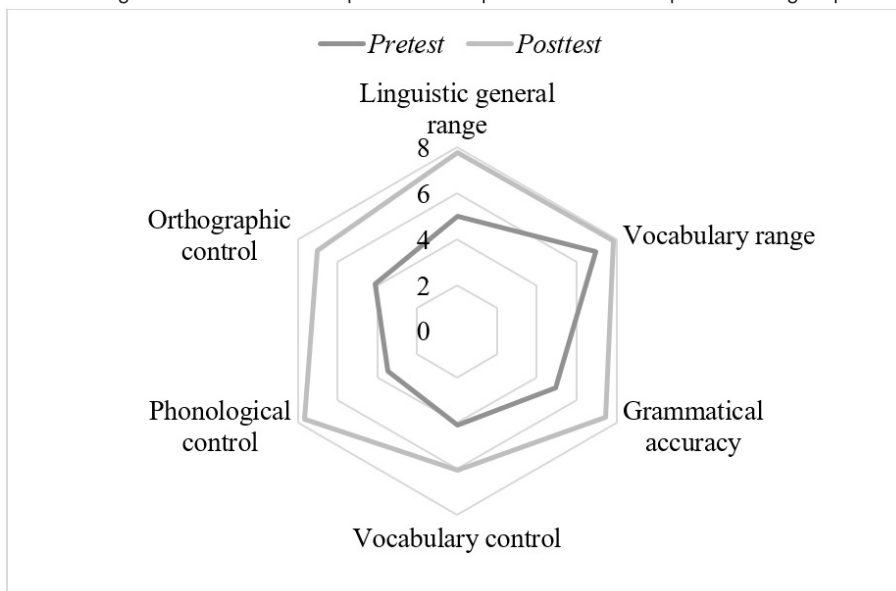 Pretest Posttest
Linguistic general
range
8
6
4
2
0
Vocabulary range
Grammatical
accuracy
Vocabulary control
Phonological
control
Orthographic
control